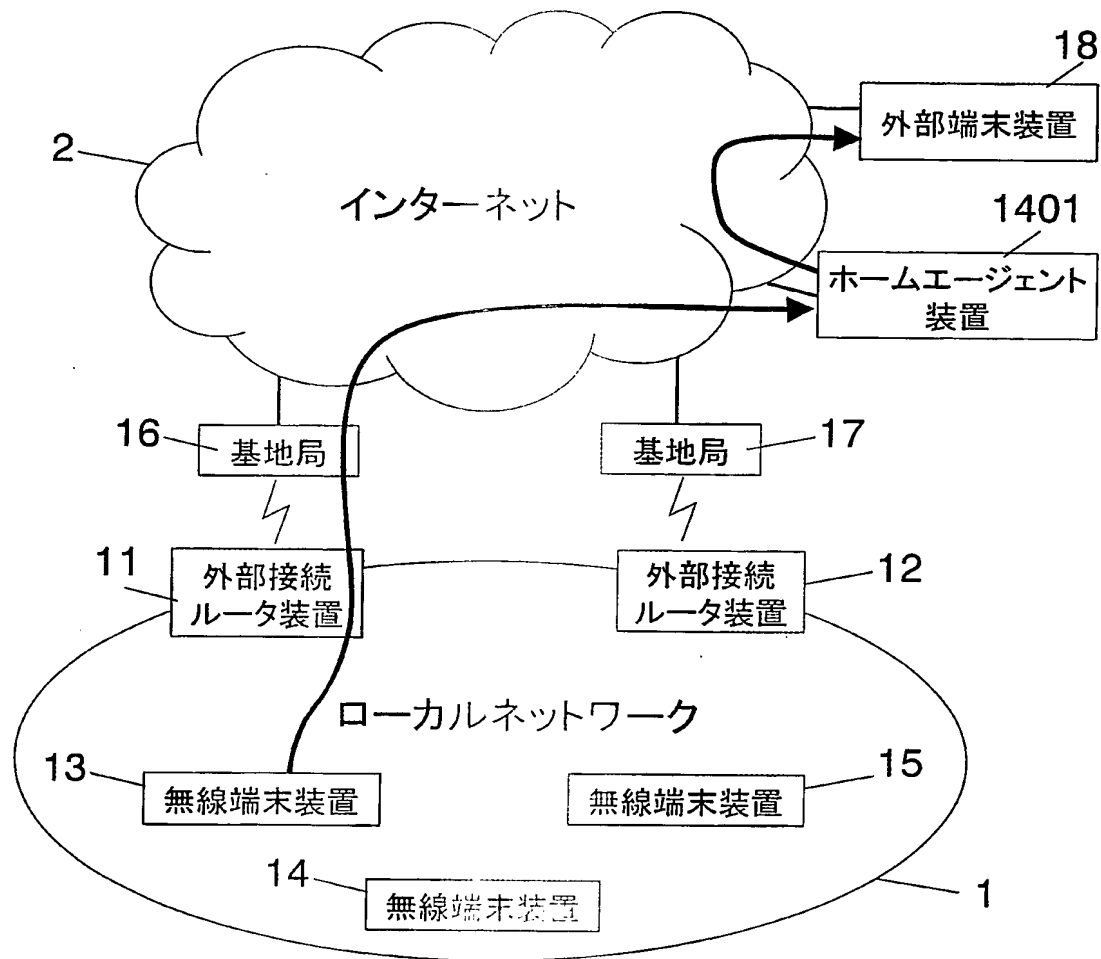 18
外部端末装置
2
インターネット
1401
ホームエージェント
装置
16
基地局
17
基地局
11
外部接続
ルータ装置
12
外部接続
ルータ装置
ローカルネットワーク
13
無線端末装置
15
無線端末装置
14
無線端末装置
1